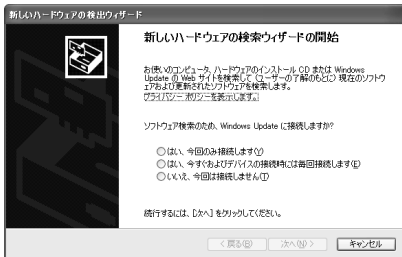 新しいハードウェアの検出ウィザード
新しいハードウェアの検索ウィザードの開始
お使いのコンピュータ、ハードウェアのインストール CD または Windows
Update の Web サイトを検索して (ユーザーの了解のもとに) 現在のソフトウ
ェアおよび更新されたソフトウェアを検索します。
プライバシー ポリシーを表示します。
ソフトウェア検索のため、Windows Update に接続しますか?
はい、今回のみ接続します(Y)
はい、今すぐおよびデバイスの接続時には毎回接続します(E)
いいえ、今回は接続しません(T)
続行するには、[次へ] をクリックしてください。
< 戻る(B)
次へ(N) >
キャンセル